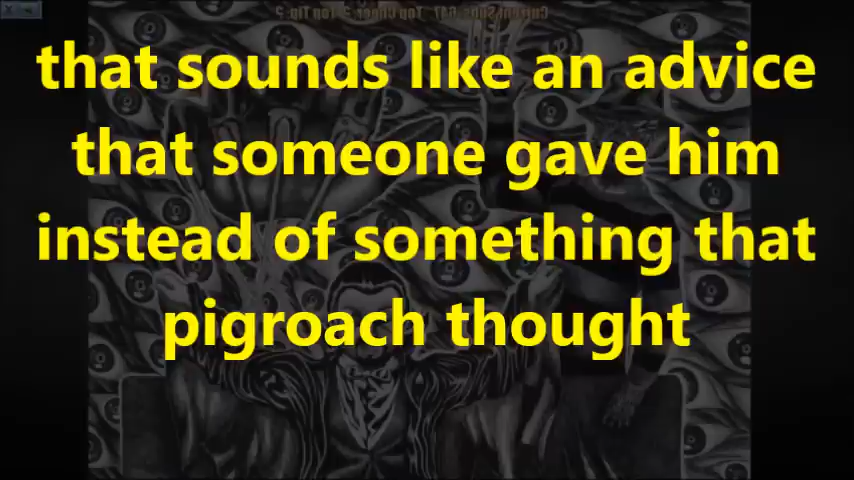 that sounds like an advice
that someone gave him
instead of something that
pigroach thought